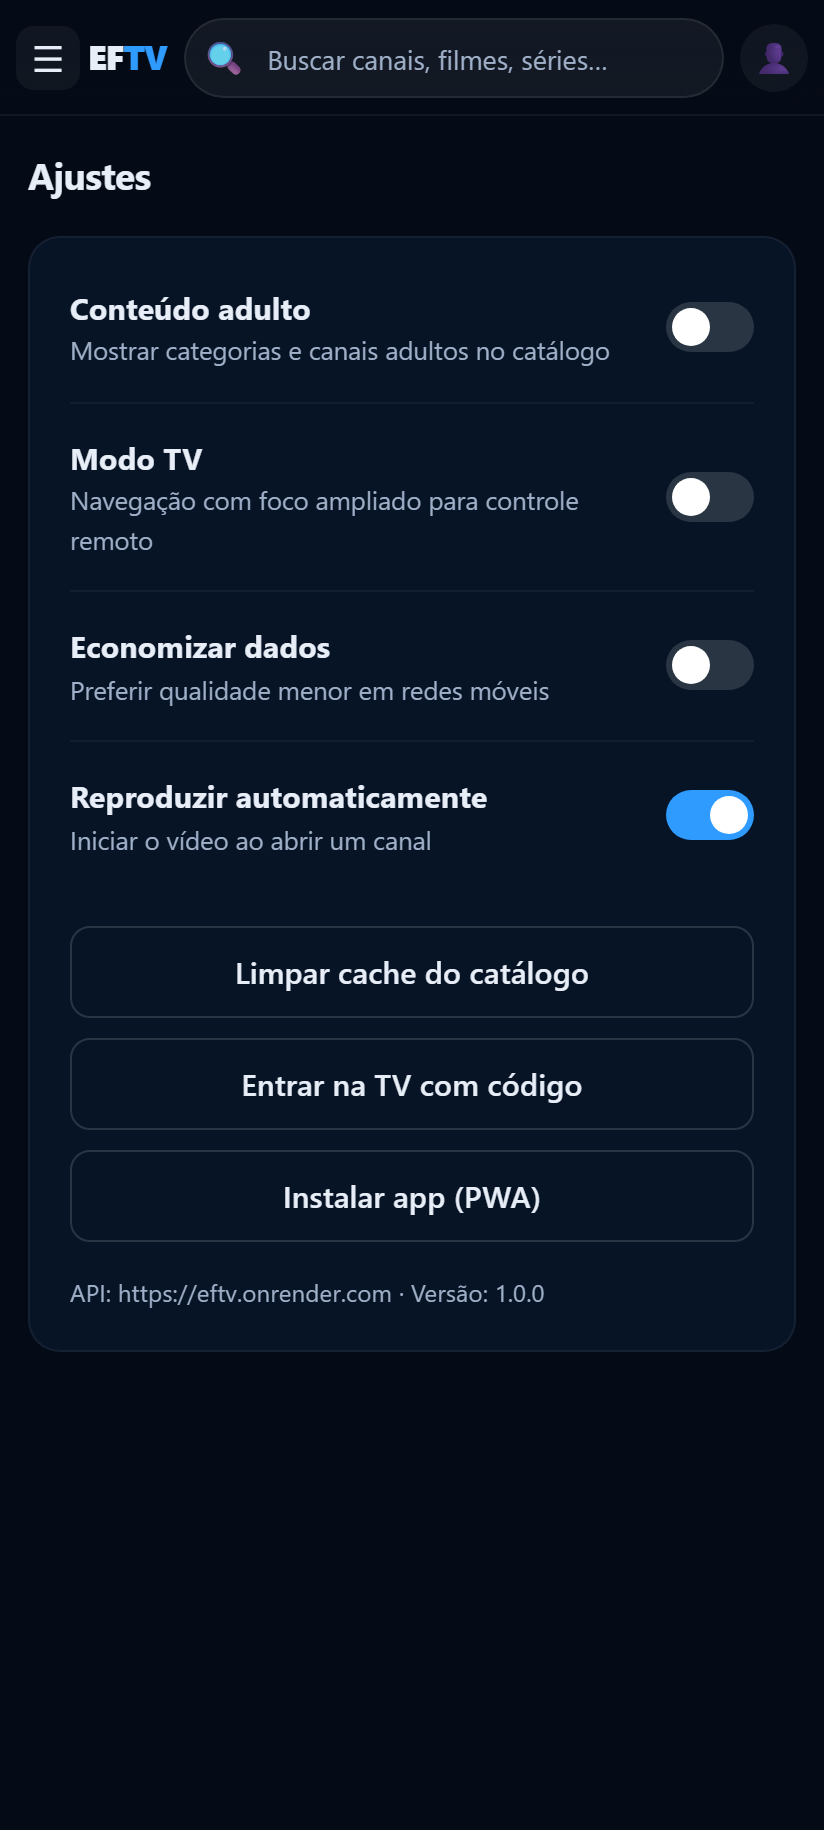 EFTV
Buscar canais, filmes, séries...
Ajustes
Conteúdo adulto
Mostrar categorias e canais adultos no catálogo
Modo TV
Navegação com foco ampliado para controle
remoto
Economizar dados
Preferir qualidade menor em redes móveis
Reproduzir automaticamente
Iniciar o vídeo ao abrir um canal
Limpar cache do catálogo
Entrar na TV com código
Instalar app (PWA)
API: https://eftv.onrender.com · Versão: 1.0.0